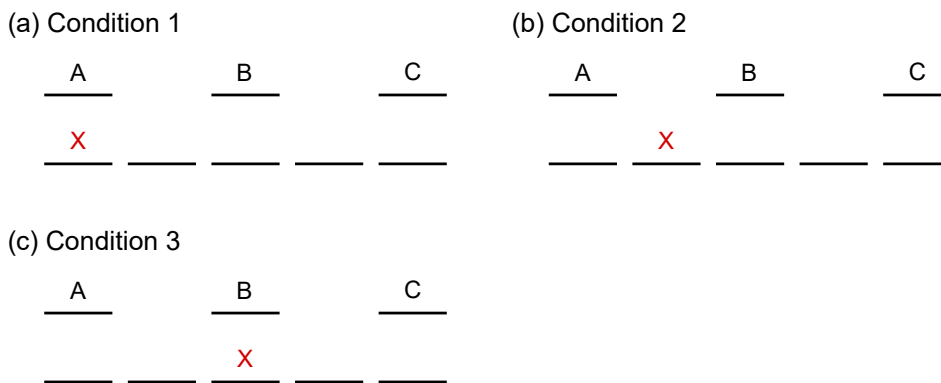 (a) Condition 1
A B C
X
(b) Condition 2
A B C
X
(c) Condition 3
A B C
X